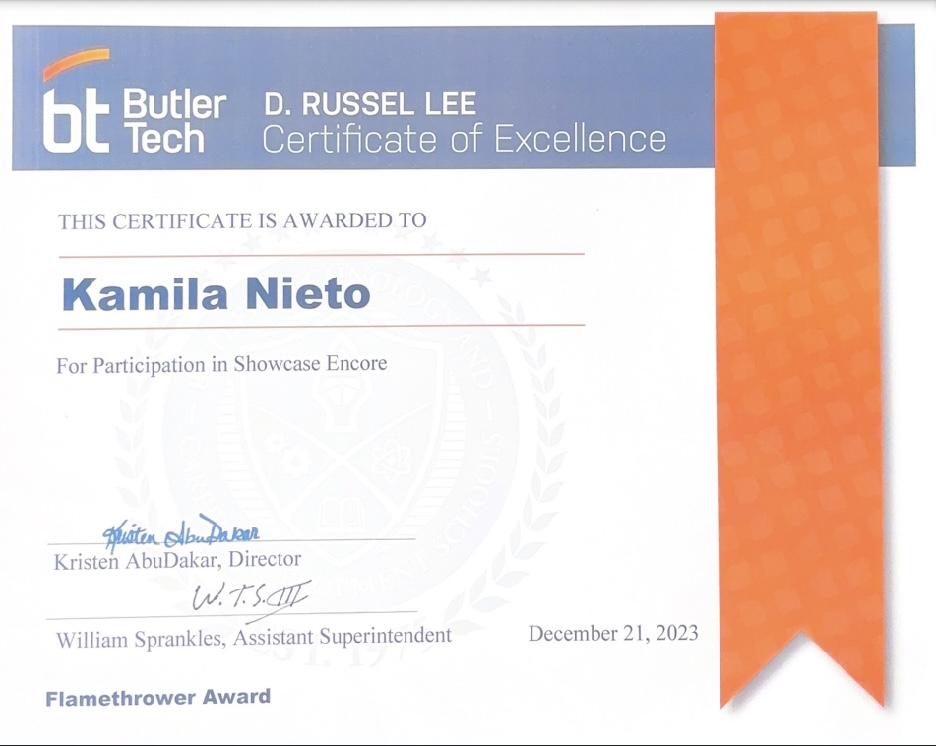 bt Butler Tech
D. RUSSEL LEE
Certificate of Excellence
THIS CERTIFICATE IS AWARDED TO
Kamila Nieto
For Participation in Showcase Encore
Kristen AbuDakar
Kristen AbuDakar, Director
W.T.S. III
William Sprankles, Assistant Superintendent
December 21, 2023
Flamethrower Award